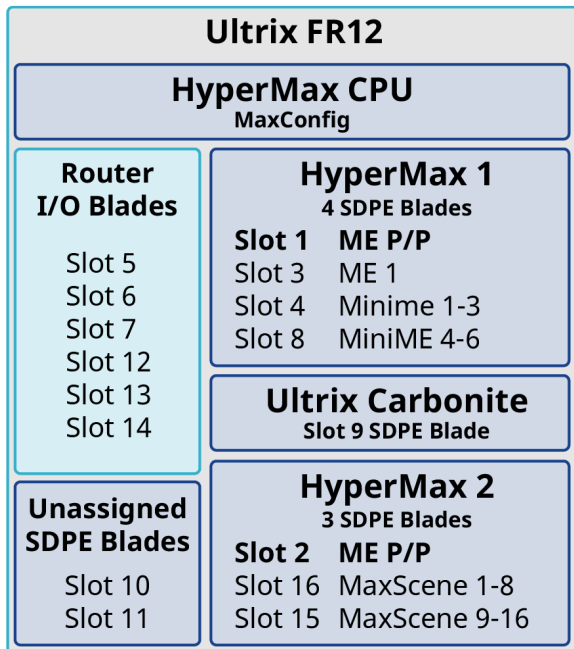 Ultrix FR12
HyperMax CPU
MaxConfig
Router
I/O Blades
Slot 5
Slot 6
Slot 7
Slot 12
Slot 13
Slot 14
Unassigned
SDPE Blades
Slot 10
Slot 11
HyperMax 1
4 SDPE Blades
Slot 1 ME P/P
Slot 3 ME 1
Slot 4 Minime 1-3
Slot 8 MiniME 4-6
Ultrix Carbonite
Slot 9 SDPE Blade
HyperMax 2
3 SDPE Blades
Slot 2 ME P/P
Slot 16 MaxScene 1-8
Slot 15 MaxScene 9-16